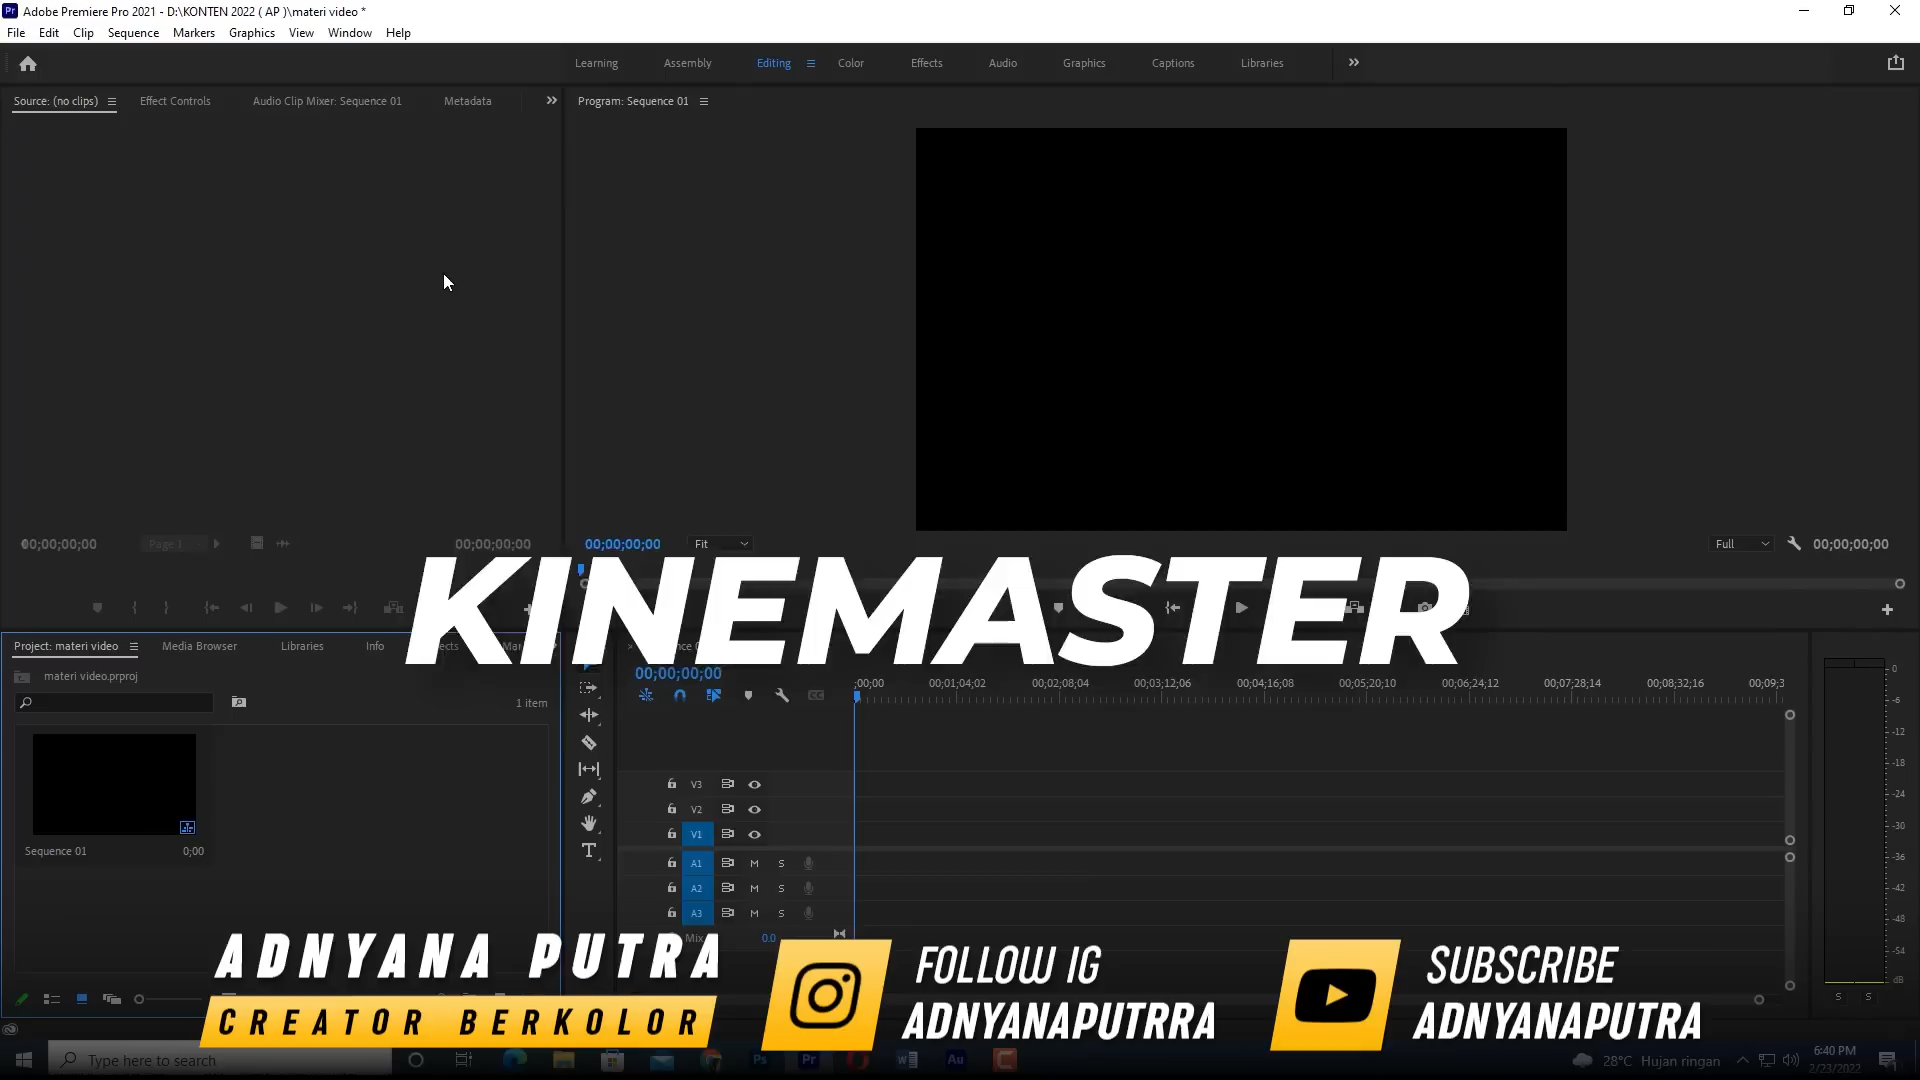 Adobe Premiere Pro 2021 - D:\KONTEN 2022 ( AP )\materi video *
File Edit Clip Sequence Markers Graphics View Window Help
Learning Assembly Editing Color Effects Audio Graphics Captions Libraries
Source: (no clips) Effect Controls Audio Clip Mixer: Sequence 01 Metadata
Program: Sequence 01
00;00;00;00 Page 1 00;00;00;00
00;00;00;00 Fit Full 00;00;00;00
KINEMASTER
Project: materi video Media Browser Libraries Info
materi video.prproj
1 item
Sequence 01 0;00
00;00;00;00
;00;00 00;01;04;02 00;02;08;04 00;03;12;06 00;04;16;08 00;05;20;10 00;06;24;12 00;07;28;14 00;08;32;16 00;09;3
V3
V2
V1
A1 M S
A2 M S
A3 M S
Mix 0.0
0
-6
-12
-18
-24
-30
-36
-42
-48
-54
dB
S S
ADNYANA PUTRA
CREATOR BERKOLOR
FOLLOW IG
ADNYANAPUTRRA
SUBSCRIBE
ADNYANAPUTRA
Type here to search
Ps Pr Au
28°C Hujan ringan
6:40 PM
2/23/2022